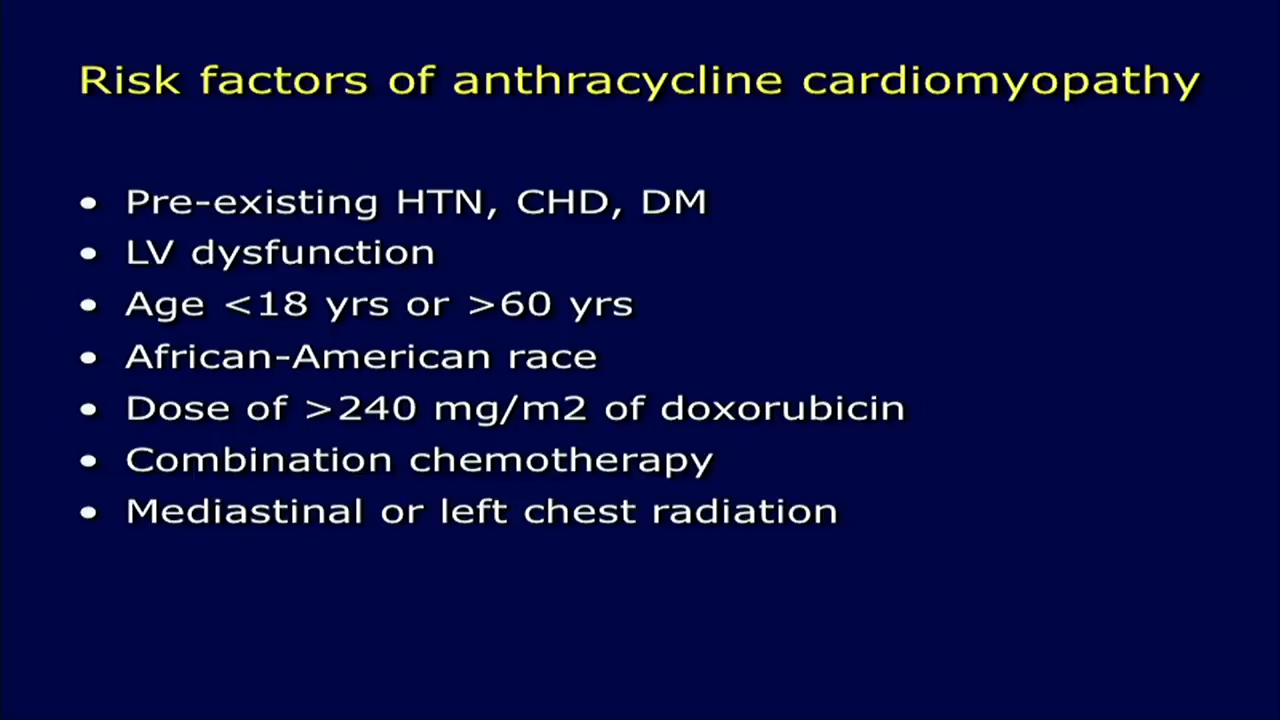 Risk factors of anthracycline cardiomyopathy
• Pre-existing HTN, CHD, DM
• LV dysfunction
• Age <18 yrs or >60 yrs
• African-American race
• Dose of >240 mg/m2 of doxorubicin
• Combination chemotherapy
• Mediastinal or left chest radiation